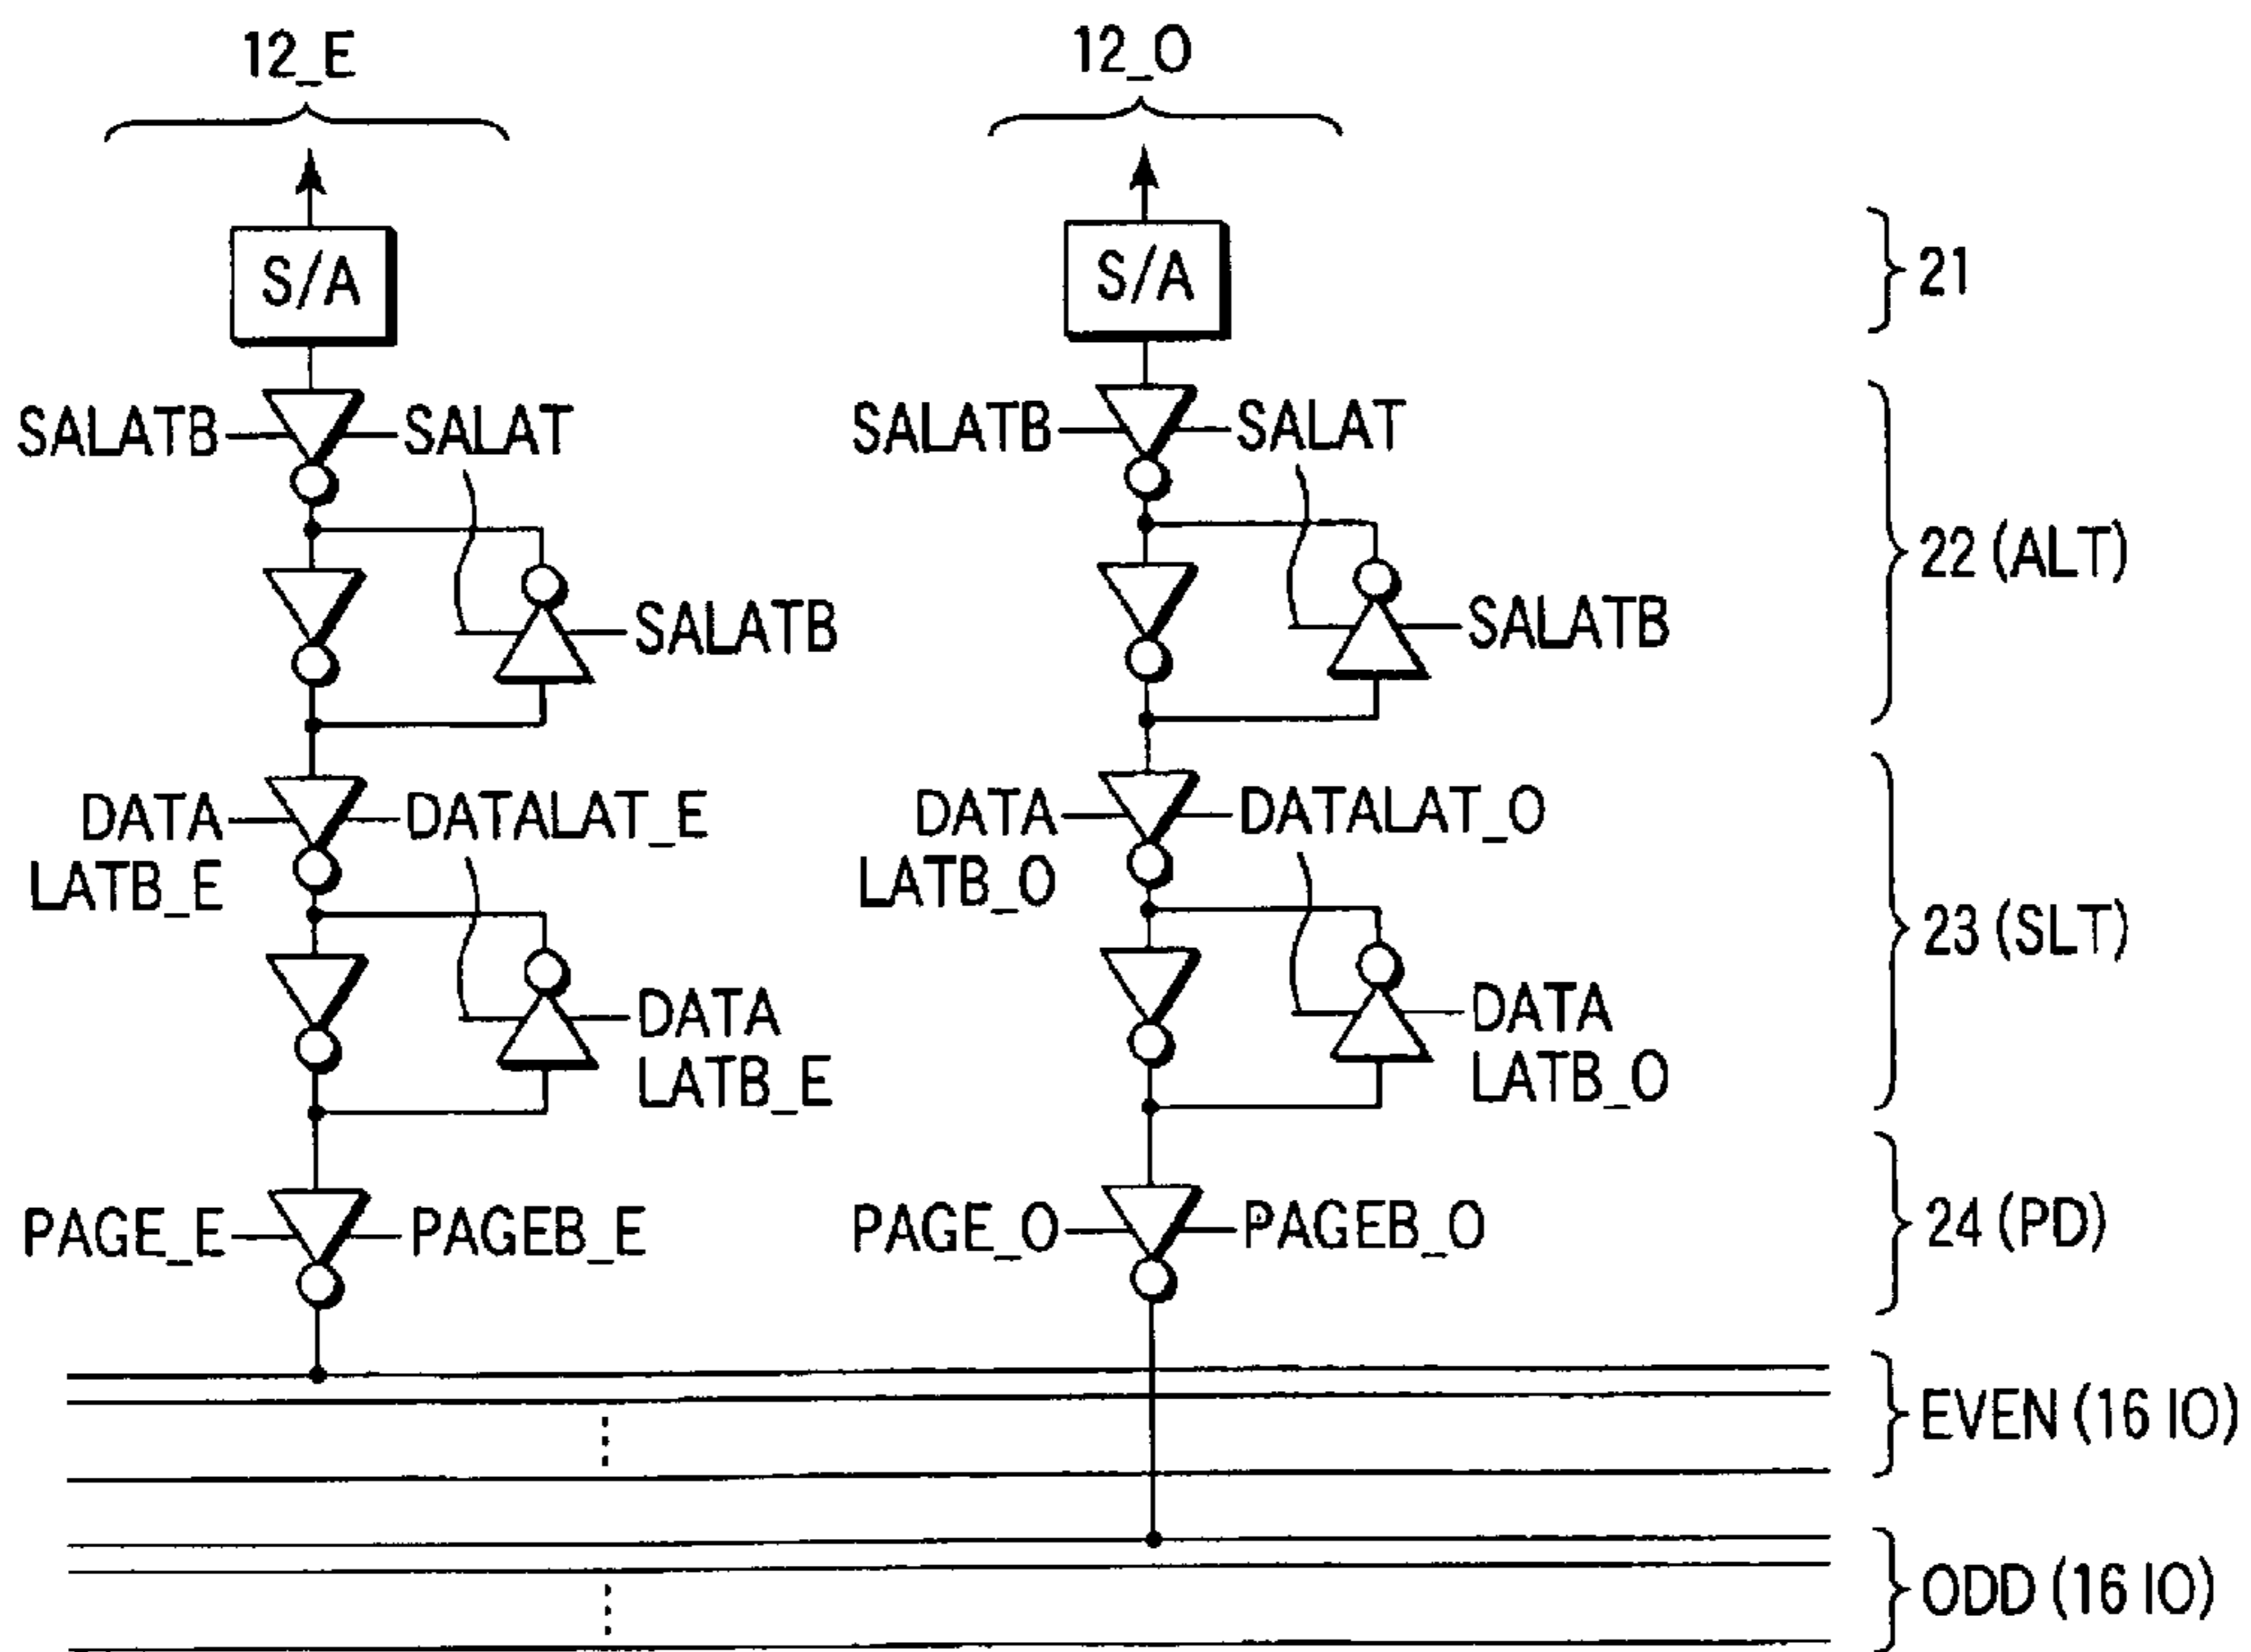 12_E
12_O
S/A
S/A
21
SALATB
SALAT
SALATB
SALAT
22 (ALT)
SALATB
SALATB
DATA
LATB_E
DATALAT_E
DATA
LATB_O
DATALAT_O
23 (SLT)
DATA
LATB_E
DATA
LATB_O
PAGE_E
PAGEB_E
PAGE_O
PAGEB_O
24 (PD)
EVEN (16 IO)
ODD (16 IO)